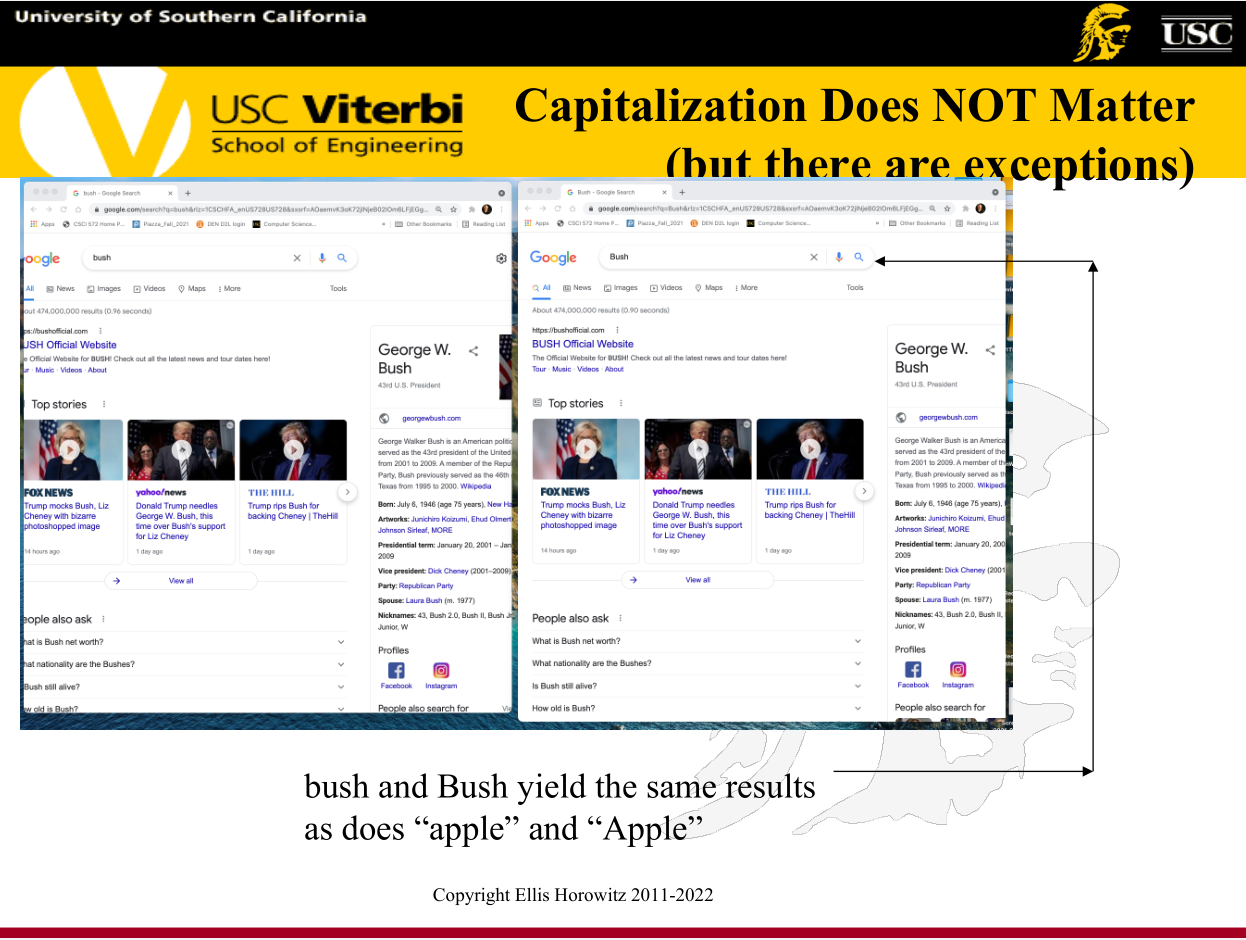 University of Southern California
USC
USC Viterbi
School of Engineering
Capitalization Does NOT Matter
(but there are exceptions)
bush - Google Search
google.com/search?q=bush&rlz=1C5CHFA_enUS728US728&sxsrf=
Apps CSCI 572 Home P... Piazza_Fall_2021 DEN D2L login Computer Science... » Other Bookmarks Reading List
oogle bush
All News Images Videos Maps More Tools
out 474,000,000 results (0.96 seconds)
ps://bushofficial.com
USH Official Website
e Official Website for BUSH! Check out all the latest news and tour dates here!
ur · Music · Videos · About
Top stories
FOX NEWS
Trump mocks Bush, Liz
Cheney with bizarre
photoshopped image
14 hours ago
yahoo!news
Donald Trump needles
George W. Bush, this
time over Bush's support
for Liz Cheney
1 day ago
THE HILL
Trump rips Bush for
backing Cheney | TheHill
1 day ago
View all
eople also ask
hat is Bush net worth?
hat nationality are the Bushes?
Bush still alive?
w old is Bush?
George W.
Bush
43rd U.S. President
georgewbush.com
George Walker Bush is an American politic
served as the 43rd president of the United
from 2001 to 2009. A member of the Repu
Party, Bush previously served as the 46th
Texas from 1995 to 2000. Wikipedia
Born: July 6, 1946 (age 75 years), New Ha
Artworks: Junichiro Koizumi, Ehud Olmert
Johnson Sirleaf, MORE
Presidential term: January 20, 2001 – Jan
2009
Vice president: Dick Cheney (2001–2009)
Party: Republican Party
Spouse: Laura Bush (m. 1977)
Nicknames: 43, Bush 2.0, Bush II, Bush J
Junior, W
Profiles
Facebook Instagram
People also search for
Bush - Google Search
google.com/search?q=Bush&rlz=1C5CHFA_enUS728US728&sxsrf=
Apps CSCI 572 Home P... Piazza_Fall_2021 DEN D2L login Computer Science... » Other Bookmarks Reading List
Google Bush
All News Images Videos Maps More Tools
About 474,000,000 results (0.90 seconds)
https://bushofficial.com
BUSH Official Website
The Official Website for BUSH! Check out all the latest news and tour dates here!
Tour · Music · Videos · About
Top stories
FOX NEWS
Trump mocks Bush, Liz
Cheney with bizarre
photoshopped image
14 hours ago
yahoo!news
Donald Trump needles
George W. Bush, this
time over Bush's support
for Liz Cheney
1 day ago
THE HILL
Trump rips Bush for
backing Cheney | TheHill
1 day ago
View all
People also ask
What is Bush net worth?
What nationality are the Bushes?
Is Bush still alive?
How old is Bush?
George W.
Bush
43rd U.S. President
georgewbush.com
George Walker Bush is an America
served as the 43rd president of the
from 2001 to 2009. A member of the
Party, Bush previously served as th
Texas from 1995 to 2000. Wikipedi
Born: July 6, 1946 (age 75 years),
Artworks: Junichiro Koizumi, Ehud
Johnson Sirleaf, MORE
Presidential term: January 20, 200
2009
Vice president: Dick Cheney (2001
Party: Republican Party
Spouse: Laura Bush (m. 1977)
Nicknames: 43, Bush 2.0, Bush II,
Junior, W
Profiles
Facebook Instagram
People also search for
bush and Bush yield the same results
as does “apple” and “Apple”
Copyright Ellis Horowitz 2011-2022